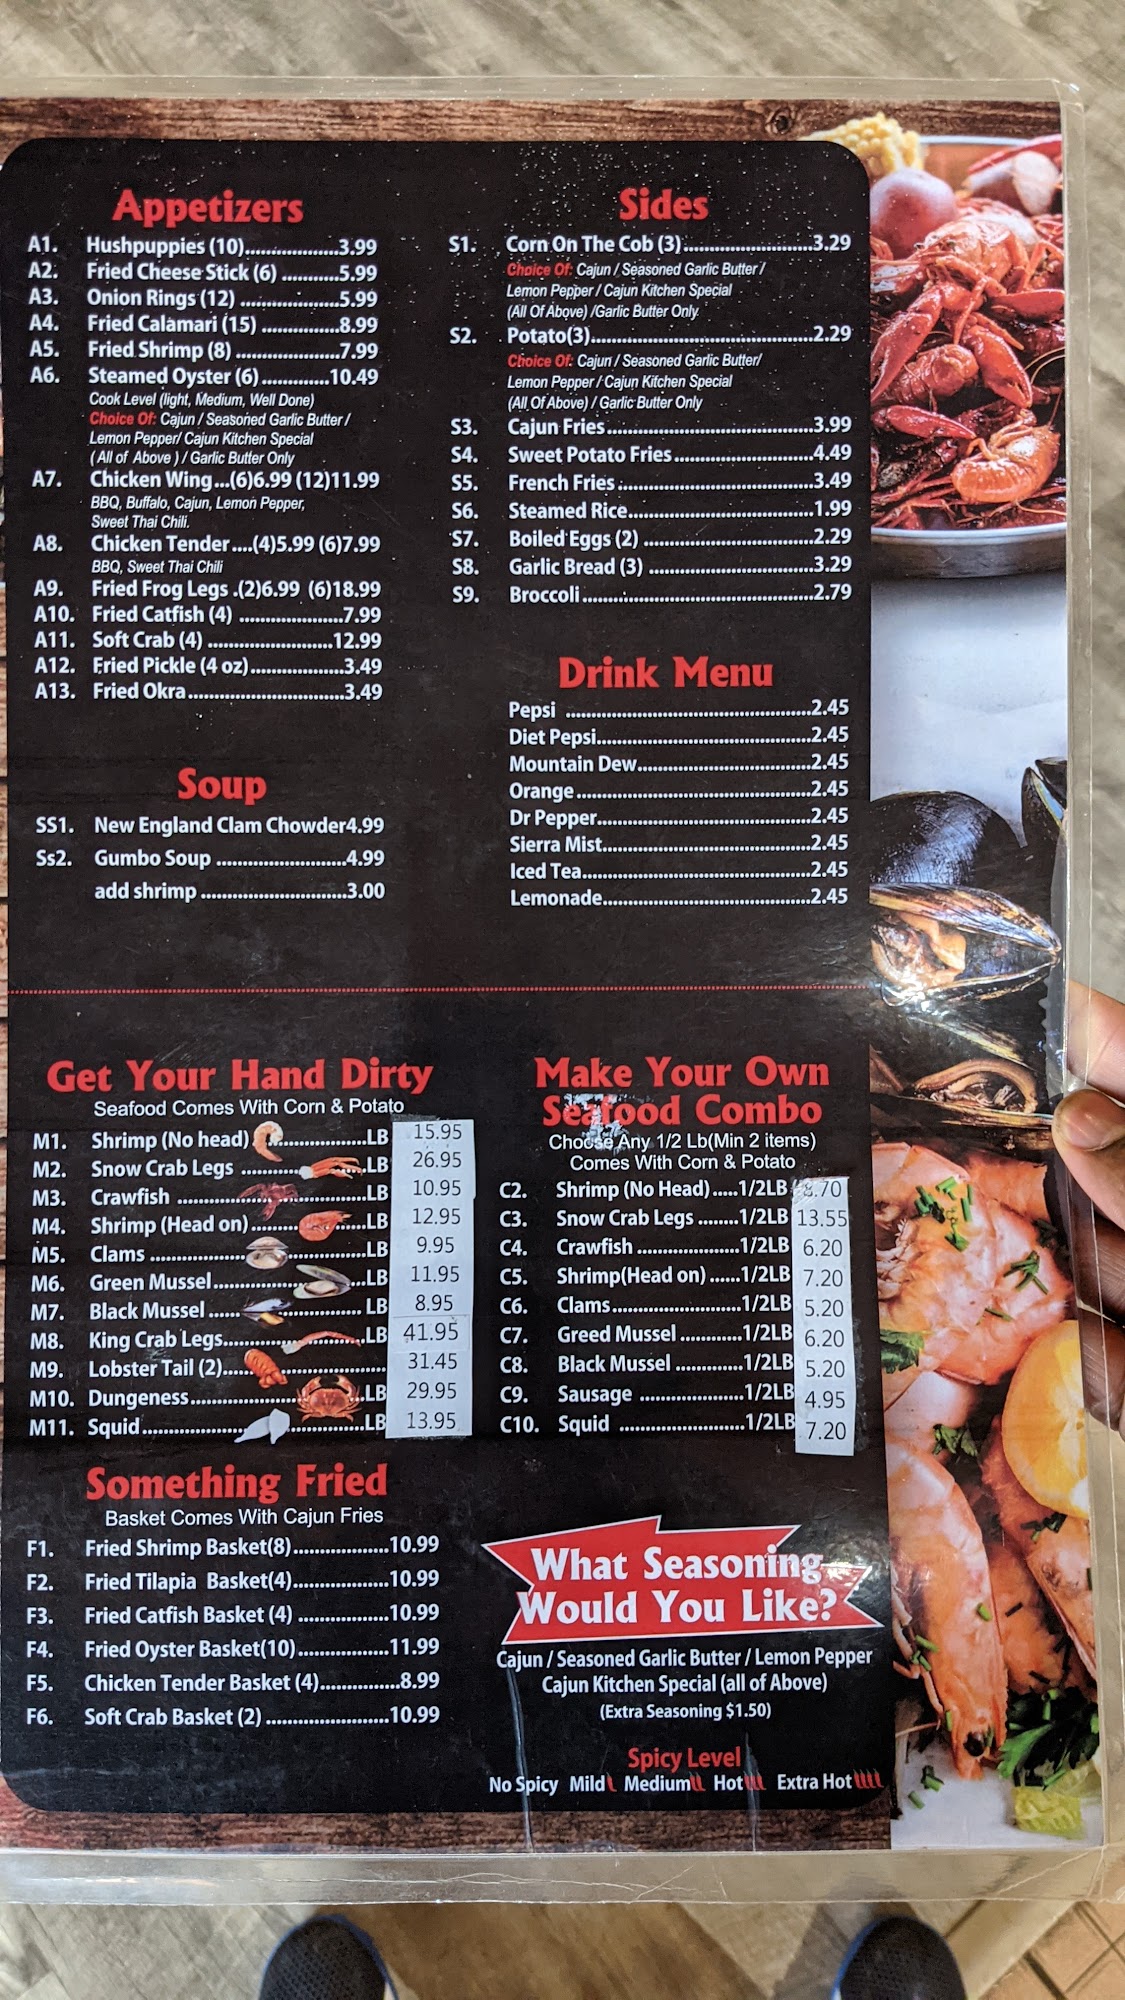 Appetizers
A1. Hushpuppies (10)....................3.99
A2. Fried Cheese Stick (6) ............5.99
A3. Onion Rings (12) ....................5.99
A4. Fried Calamari (15) ................8.99
A5. Fried Shrimp (8) .....................7.99
A6. Steamed Oyster (6).............10.49
Cook Level (light, Medium, Well Done)
Choice Of: Cajun / Seasoned Garlic Butter /
Lemon Pepper/ Cajun Kitchen Special
( All of Above ) / Garlic Butter Only
A7. Chicken Wing...(6)6.99 (12)11.99
BBQ, Buffalo, Cajun, Lemon Pepper,
Sweet Thai Chili.
A8. Chicken Tender....(4)5.99 (6)7.99
BBQ, Sweet Thai Chili
A9. Fried Frog Legs .(2)6.99 (6)18.99
A10. Fried Catfish (4) .....................7.99
A11. Soft Crab (4) .........................12.99
A12. Fried Pickle (4 oz)..................3.49
A13. Fried Okra..............................3.49
Soup
SS1. New England Clam Chowder4.99
Ss2. Gumbo Soup .........................4.99
add shrimp ............................3.00
Sides
S1. Corn On The Cob (3).........................3.29
Choice Of: Cajun / Seasoned Garlic Butter /
Lemon Pepper / Cajun Kitchen Special
(All Of Above) /Garlic Butter Only
S2. Potato(3)...........................................2.29
Choice Of: Cajun / Seasoned Garlic Butter/
Lemon Pepper / Cajun Kitchen Special
(All Of Above) / Garlic Butter Only
S3. Cajun Fries........................................3.99
S4. Sweet Potato Fries...........................4.49
S5. French Fries ......................................3.49
S6. Steamed Rice....................................1.99
S7. Boiled Eggs (2) .................................2.29
S8. Garlic Bread (3) ................................3.29
S9. Broccoli.............................................2.79
Drink Menu
Pepsi ...............................................2.45
Diet Pepsi.........................................2.45
Mountain Dew.................................2.45
Orange.............................................2.45
Dr Pepper.........................................2.45
Sierra Mist........................................2.45
Iced Tea............................................2.45
Lemonade........................................2.45
Get Your Hand Dirty
Seafood Comes With Corn & Potato
M1. Shrimp (No head) ..................LB 15.95
M2. Snow Crab Legs ..................LB 26.95
M3. Crawfish ..................LB 10.95
M4. Shrimp (Head on)..................LB 12.95
M5. Clams ..................LB 9.95
M6. Green Mussel..................LB 11.95
M7. Black Mussel .................. LB 8.95
M8. King Crab Legs..................LB 41.95
M9. Lobster Tail (2).................. 31.45
M10. Dungeness..................LB 29.95
M11. Squid..................LB 13.95
Something Fried
Basket Comes With Cajun Fries
F1. Fried Shrimp Basket(8)...................10.99
F2. Fried Tilapia Basket(4)...................10.99
F3. Fried Catfish Basket (4) ..................10.99
F4. Fried Oyster Basket(10)..................11.99
F5. Chicken Tender Basket (4)................8.99
F6. Soft Crab Basket (2) ........................10.99
Make Your Own
Seafood Combo
Choose Any 1/2 Lb(Min 2 items)
Comes With Corn & Potato
C2. Shrimp (No Head).....1/2LB 8.70
C3. Snow Crab Legs ........1/2LB 13.55
C4. Crawfish ....................1/2LB 6.20
C5. Shrimp(Head on) ......1/2LB 7.20
C6. Clams.........................1/2LB 5.20
C7. Greed Mussel ............1/2LB 6.20
C8. Black Mussel .............1/2LB 5.20
C9. Sausage ....................1/2LB 4.95
C10. Squid ........................1/2LB 7.20
What Seasoning
Would You Like?
Cajun / Seasoned Garlic Butter / Lemon Pepper
Cajun Kitchen Special (all of Above)
(Extra Seasoning $1.50)
Spicy Level
No Spicy Mild Medium Hot Extra Hot